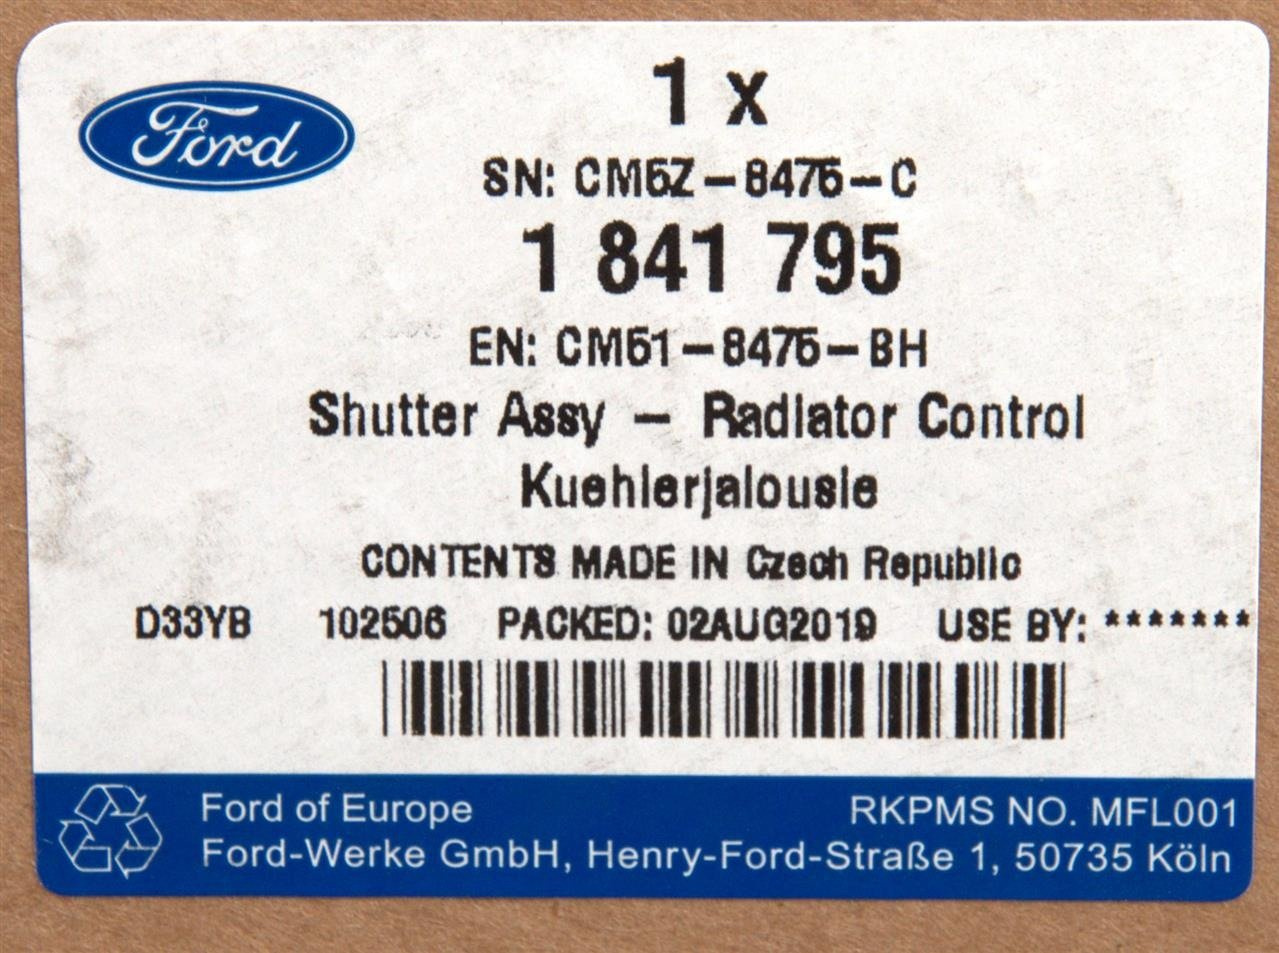 Ford
1 x
SN: CM5Z-8475-C
1 841 795
EN: CM51-8475-BH
Shutter Assy - Radiator Control
Kuehlerjalousie
CONTENTS MADE IN Czech Republic
D33YB 102506 PACKED: 02AUG2019 USE BY: *******
Ford of Europe RKPMS NO. MFL001
Ford-Werke GmbH, Henry-Ford-Straße 1, 50735 Köln